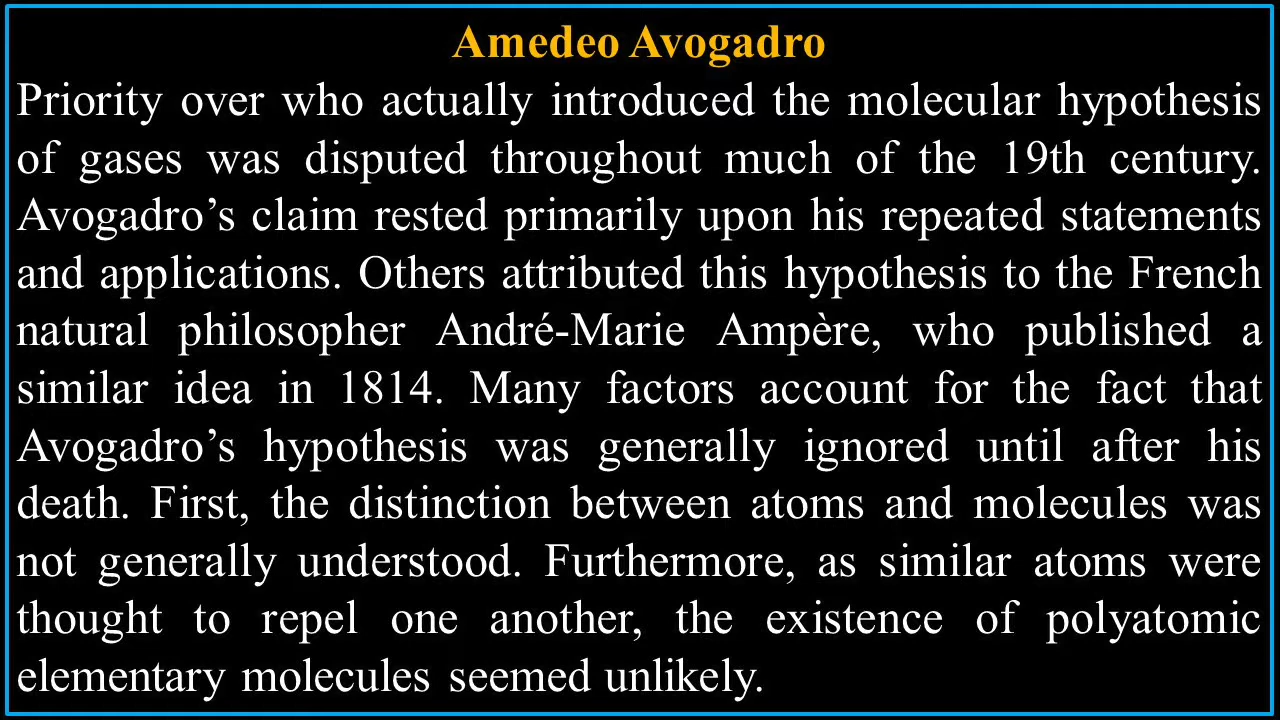 Amedeo Avogadro
Priority over who actually introduced the molecular hypothesis
of gases was disputed throughout much of the 19th century.
Avogadro’s claim rested primarily upon his repeated statements
and applications. Others attributed this hypothesis to the French
natural philosopher André-Marie Ampère, who published a
similar idea in 1814. Many factors account for the fact that
Avogadro’s hypothesis was generally ignored until after his
death. First, the distinction between atoms and molecules was
not generally understood. Furthermore, as similar atoms were
thought to repel one another, the existence of polyatomic
elementary molecules seemed unlikely.